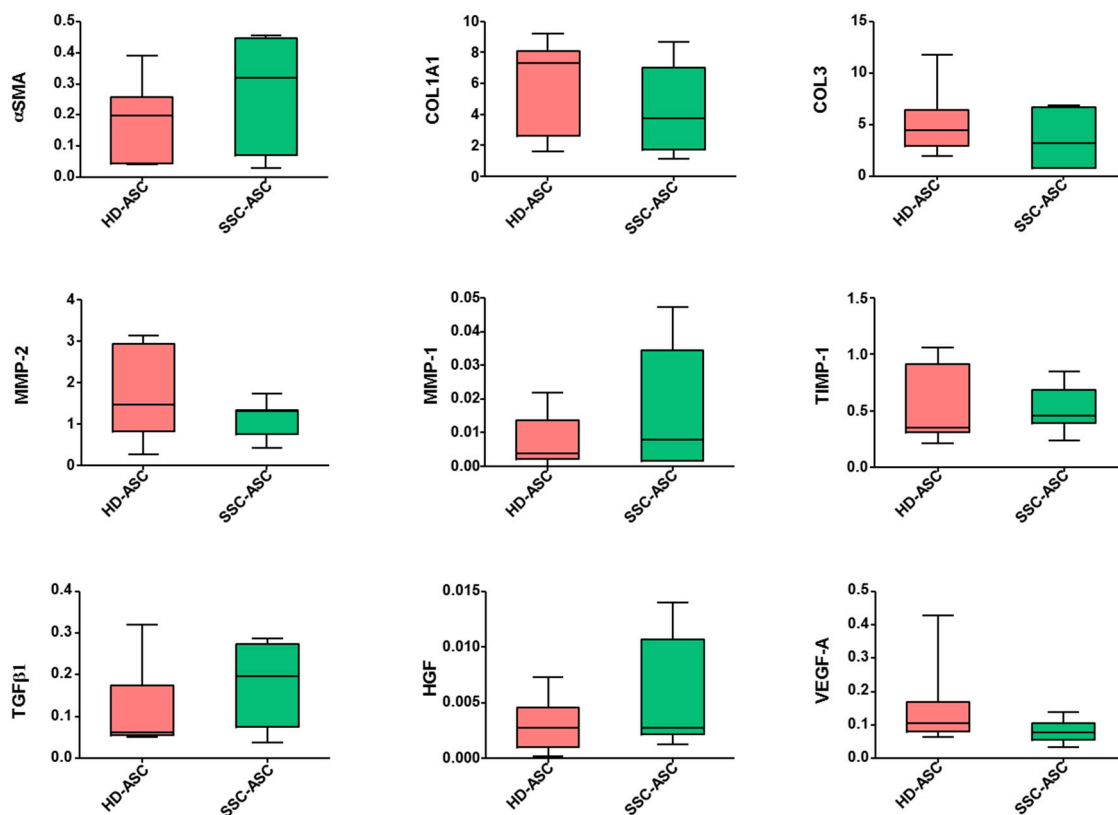 αSMA
0.5
0.4
0.3
0.2
0.1
0.0
HD-ASC
SSC-ASC
COL1A1
10
8
6
4
2
0
HD-ASC
SSC-ASC
COL3
15
10
5
0
HD-ASC
SSC-ASC
MMP-2
4
3
2
1
0
HD-ASC
SSC-ASC
MMP-1
0.05
0.04
0.03
0.02
0.01
0.00
HD-ASC
SSC-ASC
TIMP-1
1.5
1.0
0.5
0.0
HD-ASC
SSC-ASC
TGFβ1
0.4
0.3
0.2
0.1
0.0
HD-ASC
SSC-ASC
HGF
0.015
0.010
0.005
0.000
HD-ASC
SSC-ASC
VEGF-A
0.5
0.4
0.3
0.2
0.1
0.0
HD-ASC
SSC-ASC